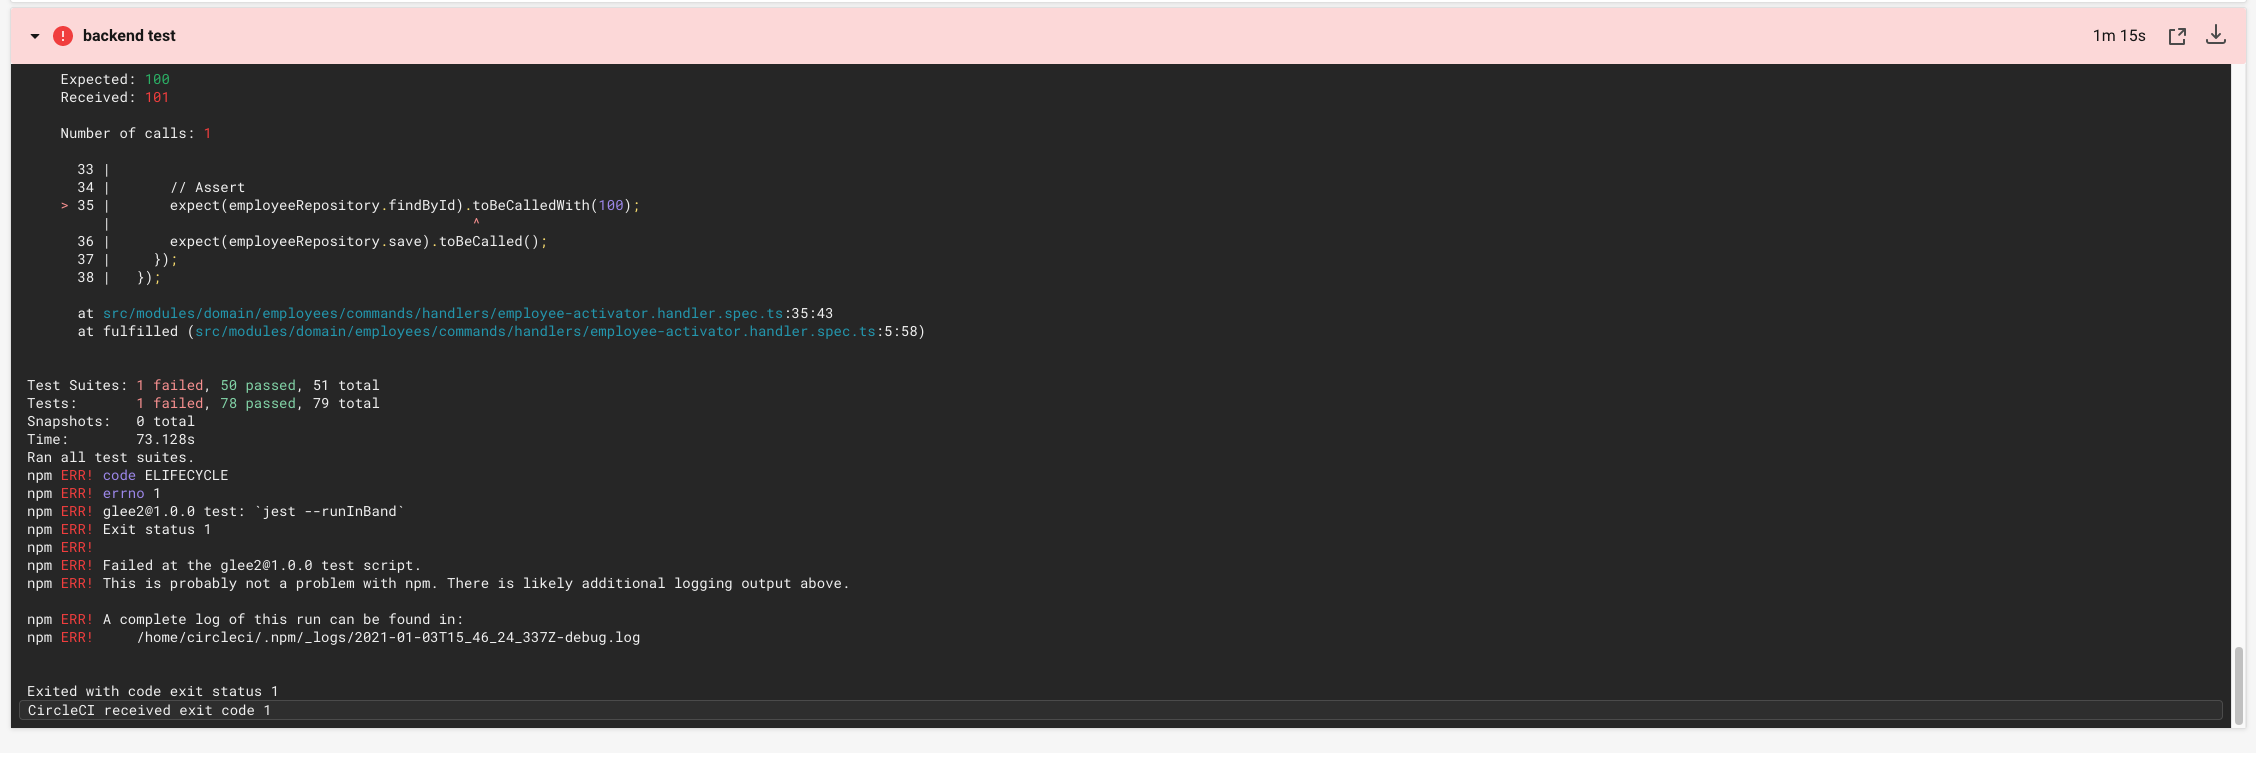 backend test
1m 15s
Expected: 100
Received: 101
Number of calls: 1
33 |
34 | // Assert
> 35 | expect(employeeRepository.findById).toBeCalledWith(100);
| ^
36 | expect(employeeRepository.save).toBeCalled();
37 | });
38 | });
at src/modules/domain/employees/commands/handlers/employee-activator.handler.spec.ts:35:43
at fulfilled (src/modules/domain/employees/commands/handlers/employee-activator.handler.spec.ts:5:58)
Test Suites: 1 failed, 50 passed, 51 total
Tests: 1 failed, 78 passed, 79 total
Snapshots: 0 total
Time: 73.128s
Ran all test suites.
npm ERR! code ELIFECYCLE
npm ERR! errno 1
npm ERR! glee2@1.0.0 test: `jest --runInBand`
npm ERR! Exit status 1
npm ERR!
npm ERR! Failed at the glee2@1.0.0 test script.
npm ERR! This is probably not a problem with npm. There is likely additional logging output above.
npm ERR! A complete log of this run can be found in:
npm ERR! /home/circleci/.npm/_logs/2021-01-03T15_46_24_337Z-debug.log
Exited with code exit status 1
CircleCI received exit code 1